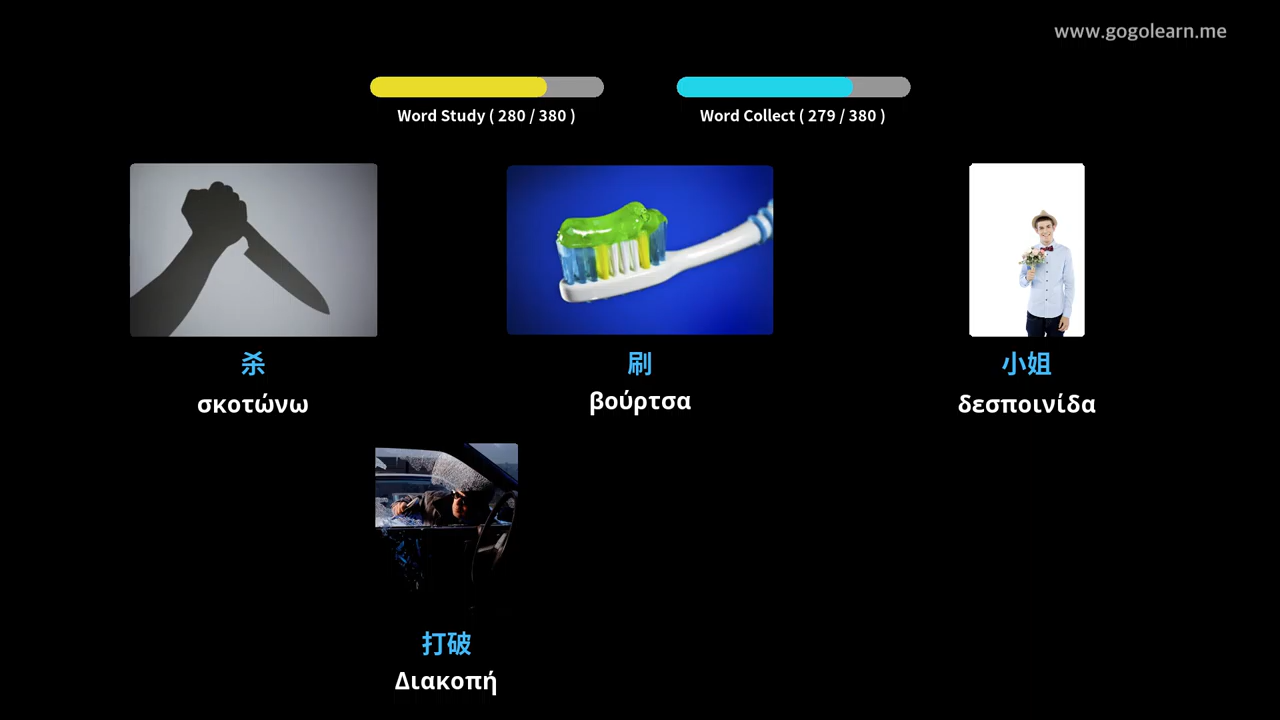 www.gogolearn.me
Word Study ( 280 / 380 )
Word Collect ( 279 / 380 )
杀
σκοτώνω
刷
βούρτσα
小姐
δεσποινίδα
打破
Διακοπή